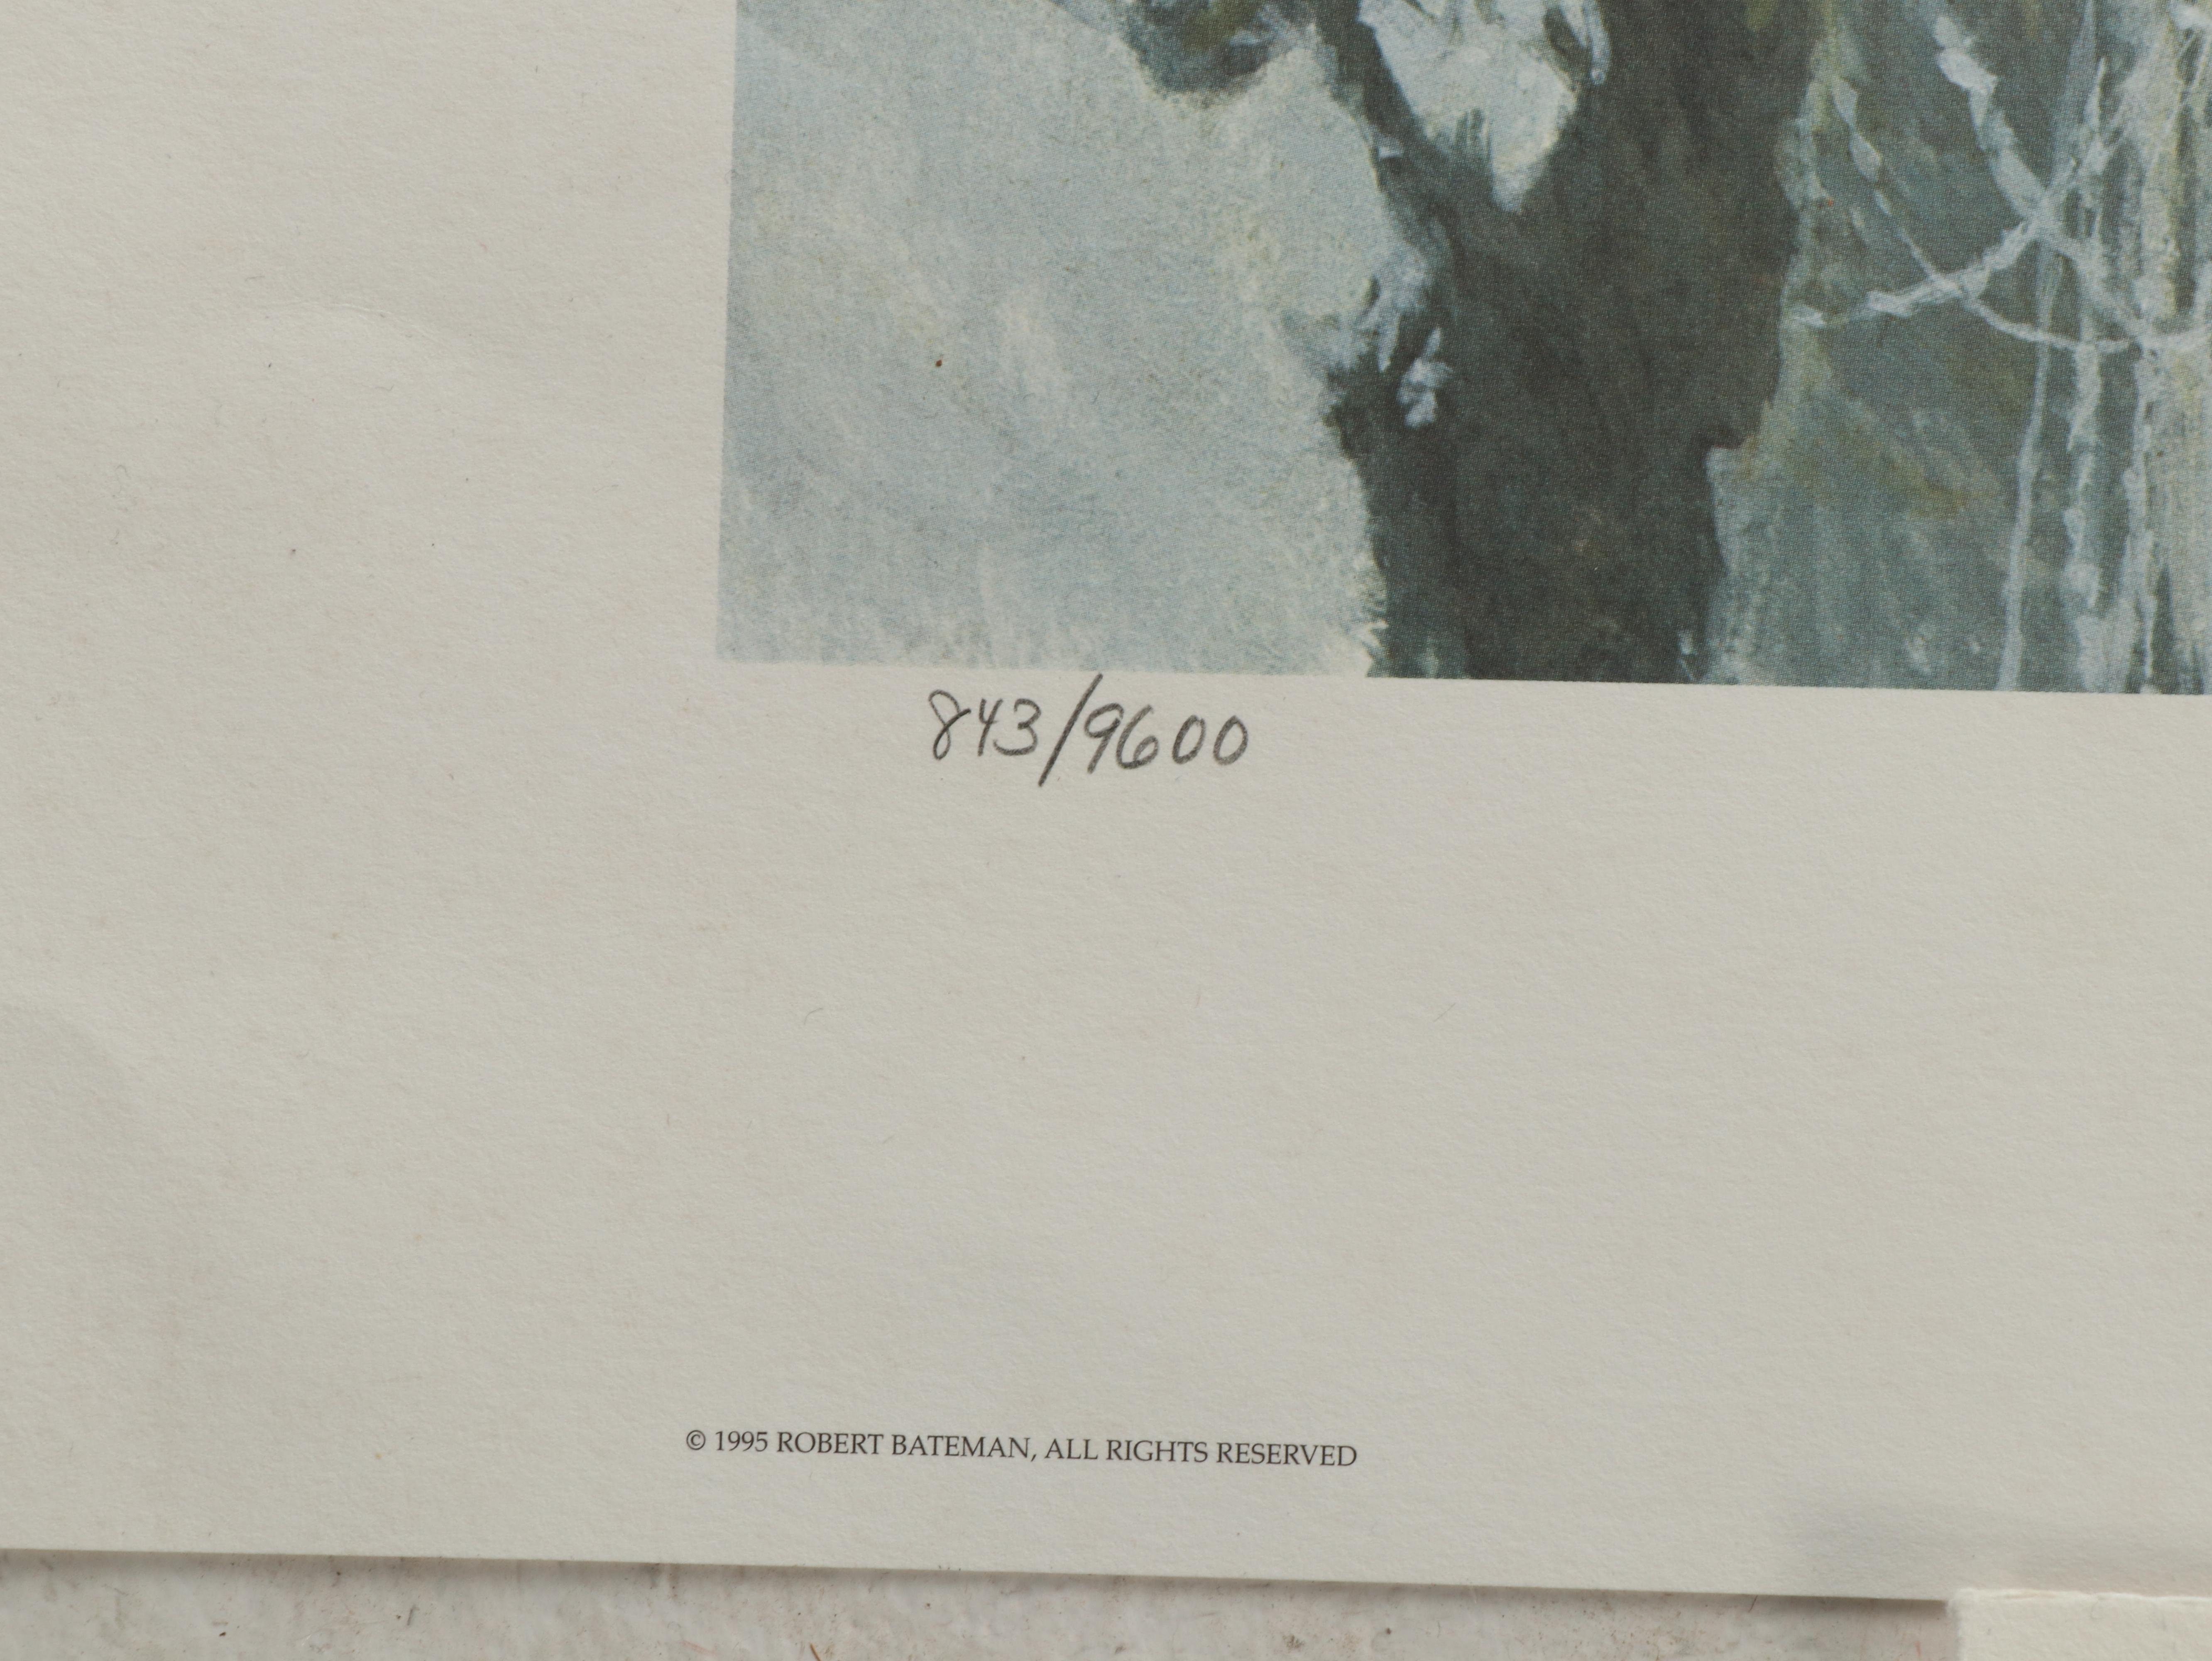 843/9600
© 1995 ROBERT BATEMAN, ALL RIGHTS RESERVED